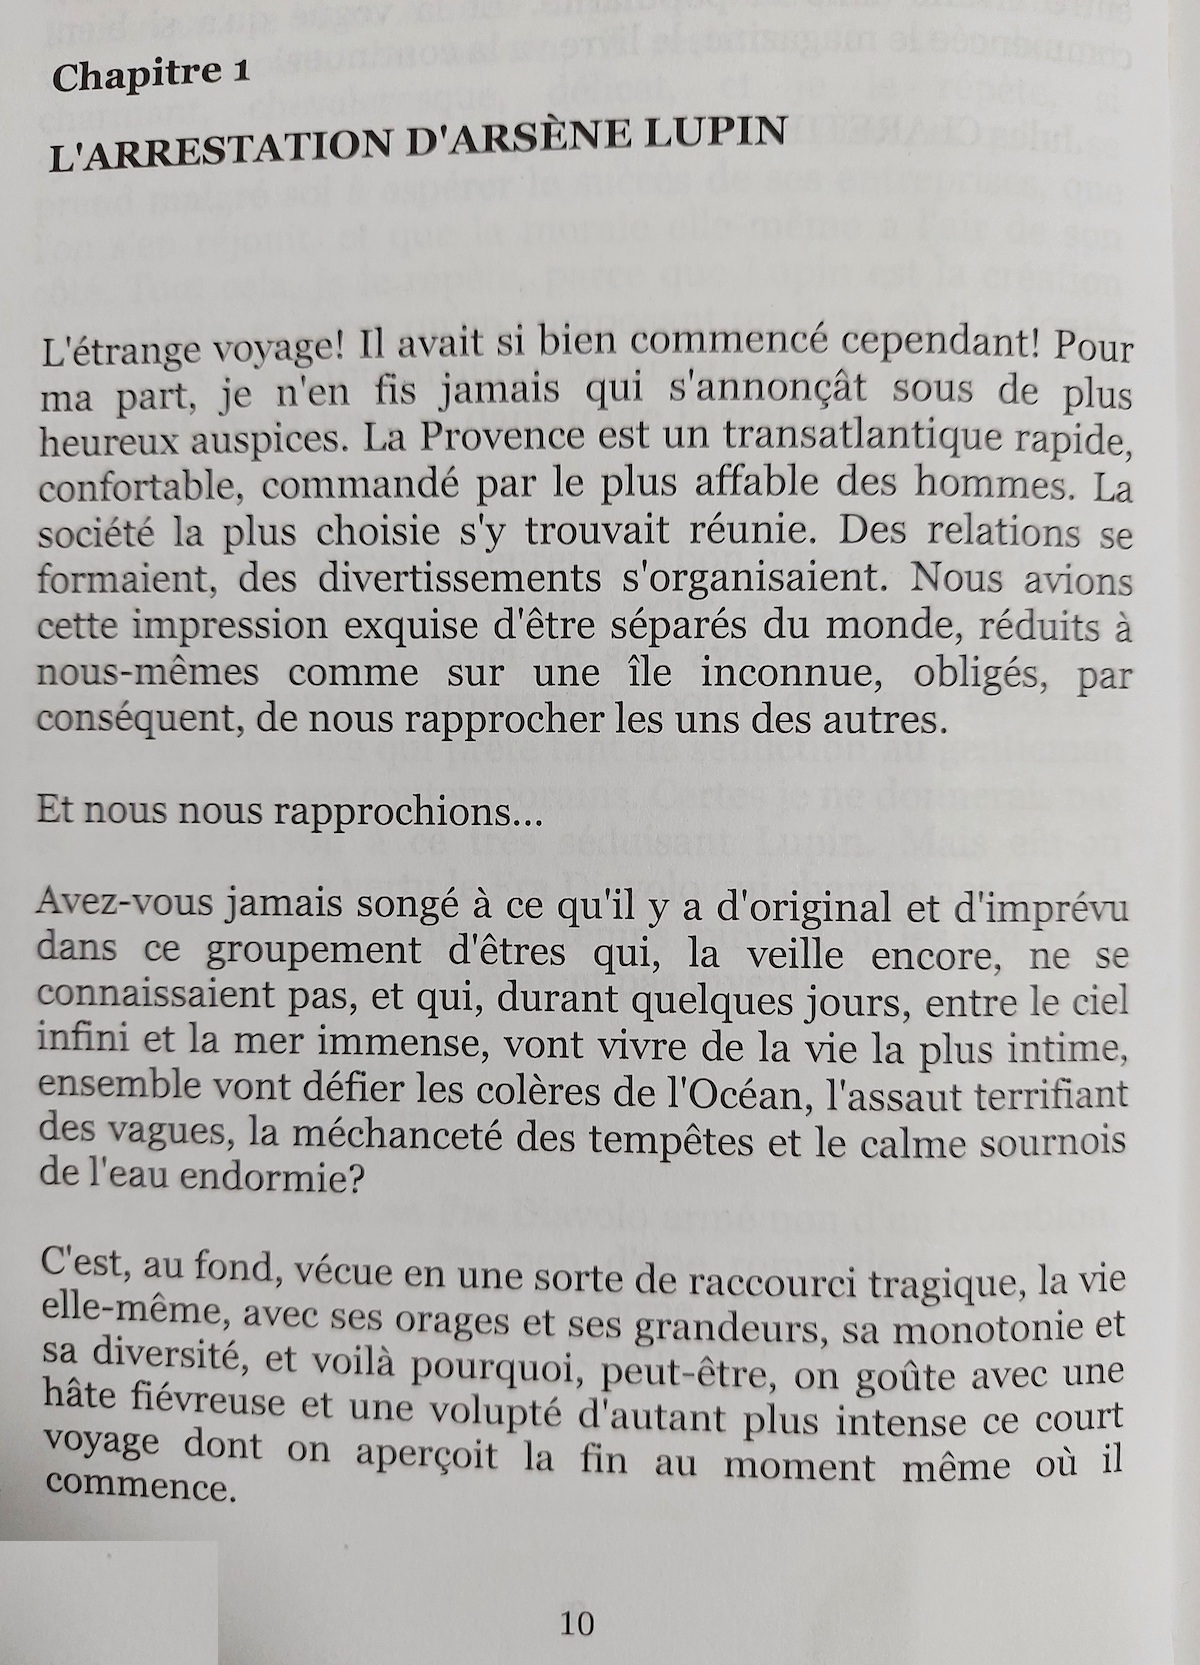 Chapitre 1
L'ARRESTATION D'ARSÈNE LUPIN
L'étrange voyage! Il avait si bien commencé cependant! Pour
ma part, je n'en fis jamais qui s'annonçât sous de plus
heureux auspices. La Provence est un transatlantique rapide,
confortable, commandé par le plus affable des hommes. La
société la plus choisie s'y trouvait réunie. Des relations se
formaient, des divertissements s'organisaient. Nous avions
cette impression exquise d'être séparés du monde, réduits à
nous-mêmes comme sur une île inconnue, obligés, par
conséquent, de nous rapprocher les uns des autres.
Et nous nous rapprochions...
Avez-vous jamais songé à ce qu'il y a d'original et d'imprévu
dans ce groupement d'êtres qui, la veille encore, ne se
connaissaient pas, et qui, durant quelques jours, entre le ciel
infini et la mer immense, vont vivre de la vie la plus intime,
ensemble vont défier les colères de l'Océan, l'assaut terrifiant
des vagues, la méchanceté des tempêtes et le calme sournois
de l'eau endormie?
C'est, au fond, vécue en une sorte de raccourci tragique, la vie
elle-même, avec ses orages et ses grandeurs, sa monotonie et
sa diversité, et voilà pourquoi, peut-être, on goûte avec une
hâte fiévreuse et une volupté d'autant plus intense ce court
voyage dont on aperçoit la fin au moment même où il
commence.
10